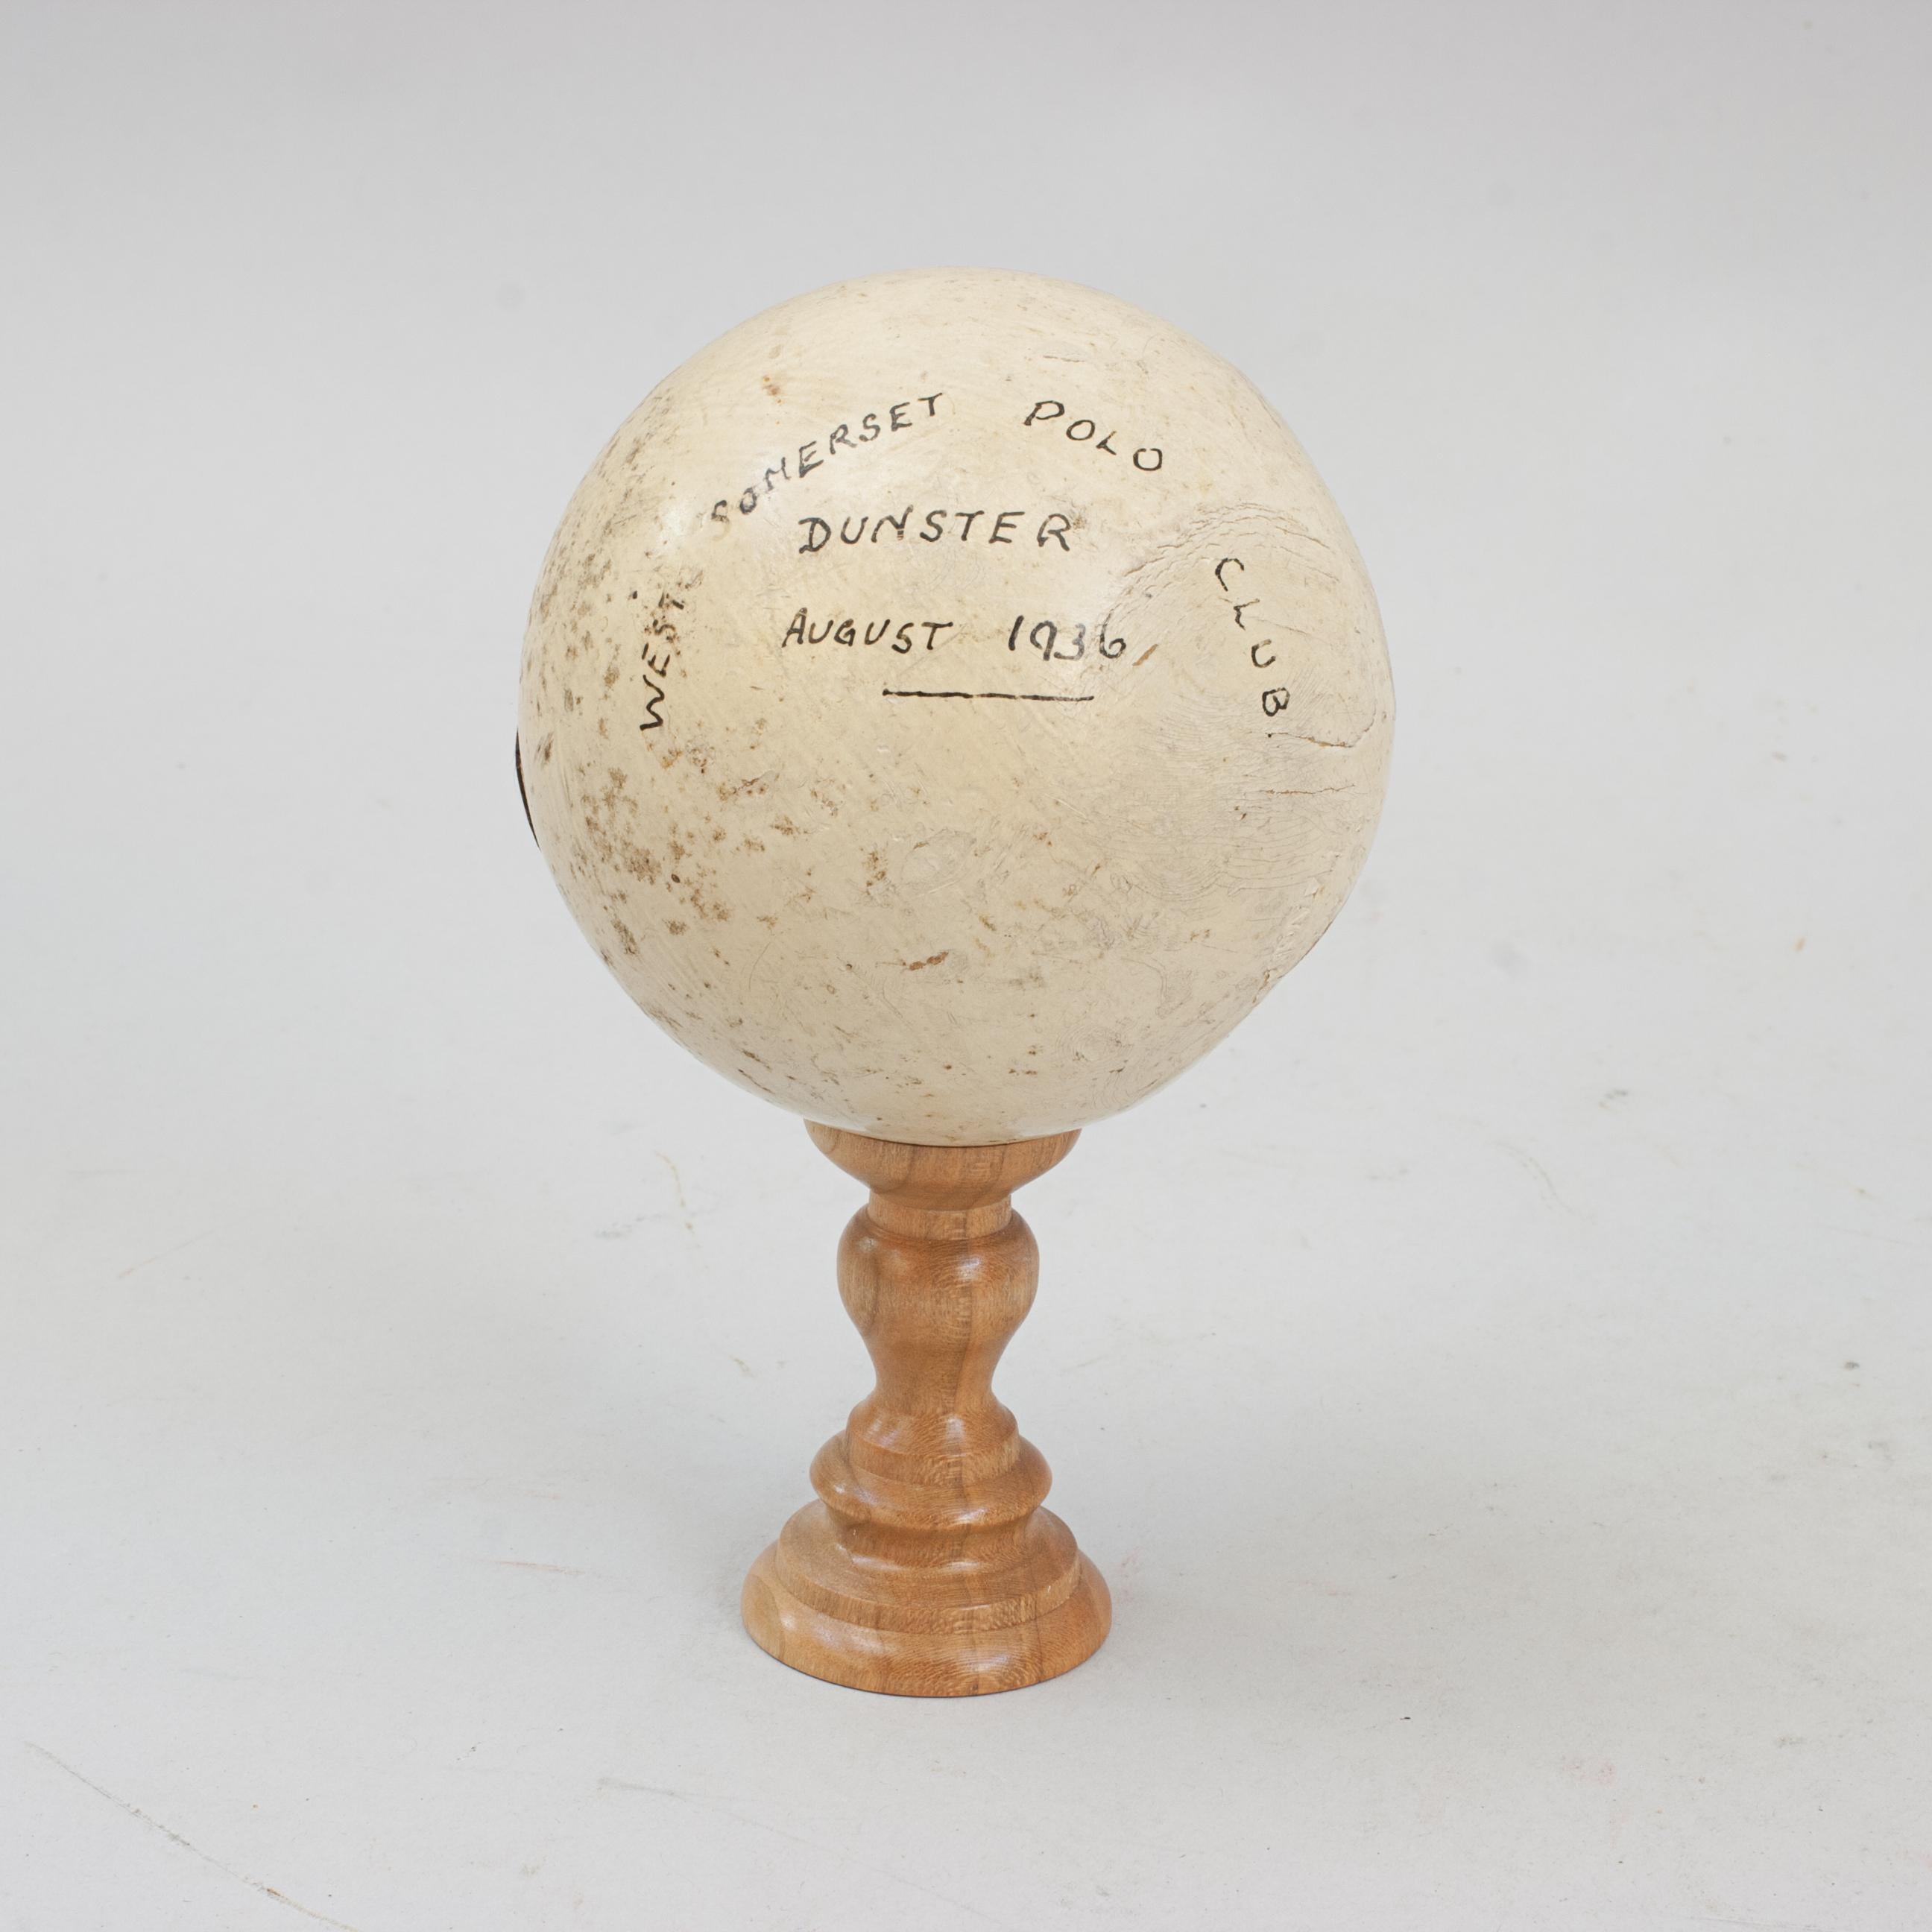 WEST SOMERSET POLO CLUB
DUNSTER
AUGUST 1936